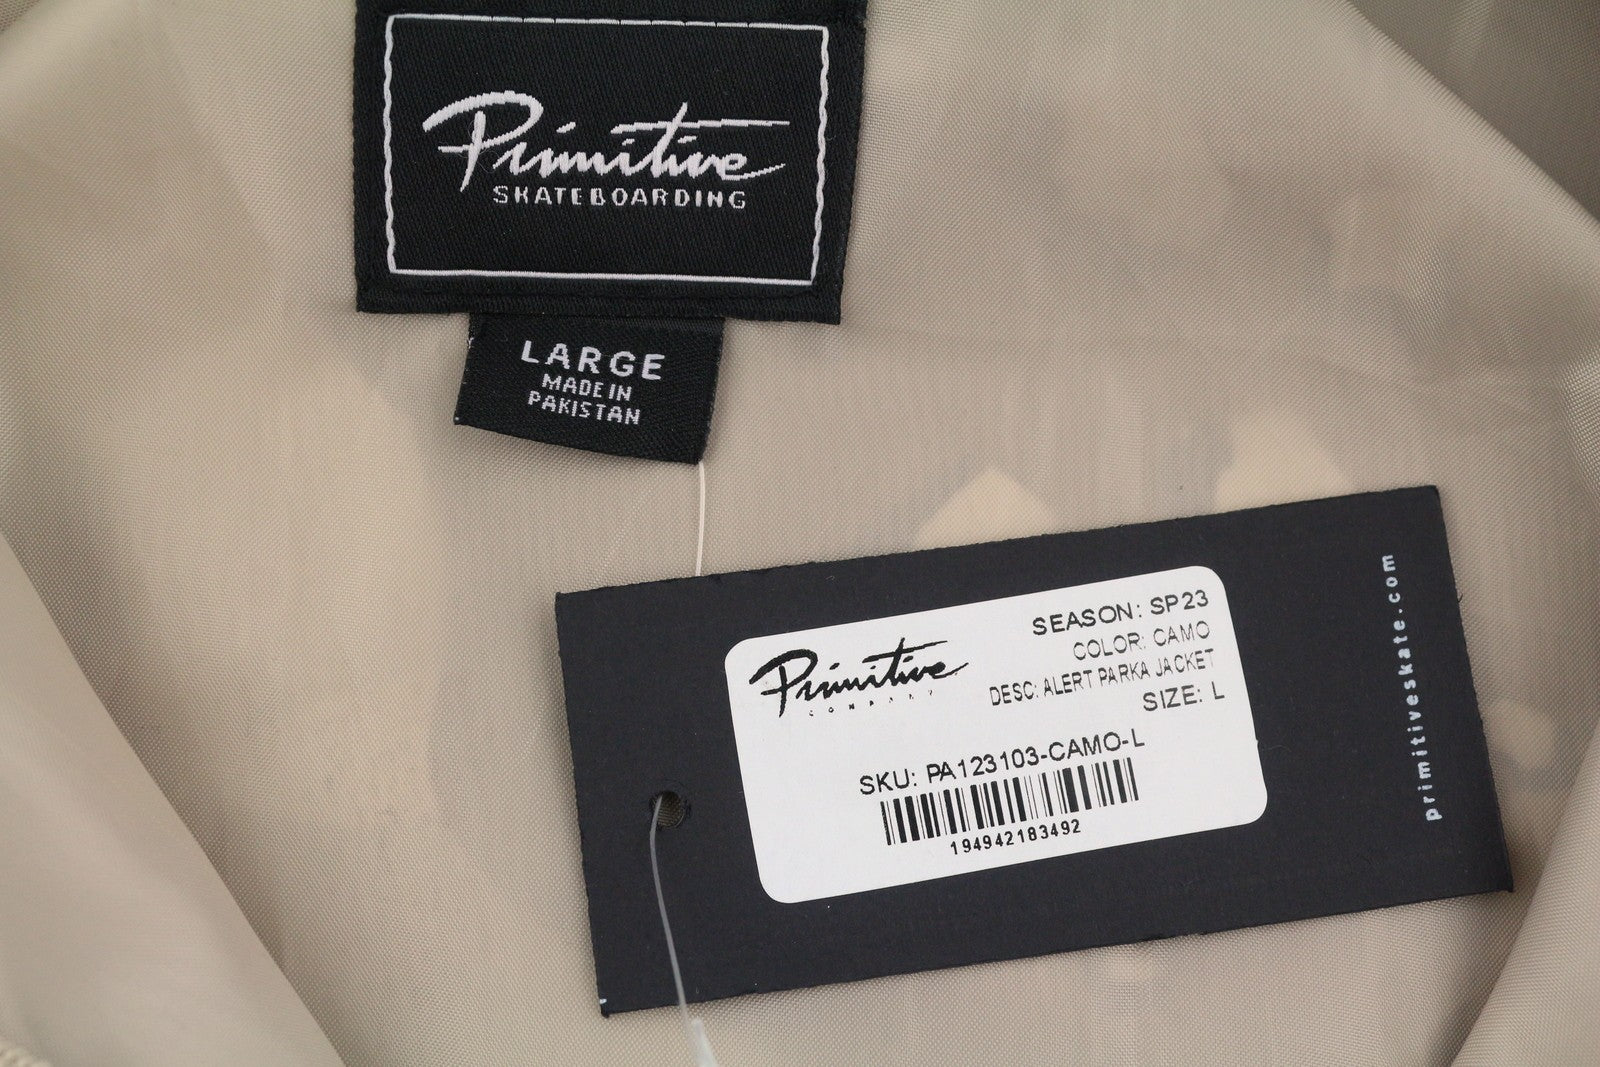 Primitive
SKATEBOARDING
LARGE
MADE IN
PAKISTAN
Primitive
COMPANY
SEASON: SP23
COLOR: CAMO
DESC: ALERT PARKA JACKET
SIZE: L
SKU: PA123103-CAMO-L
194942183492
primitiveskate.com